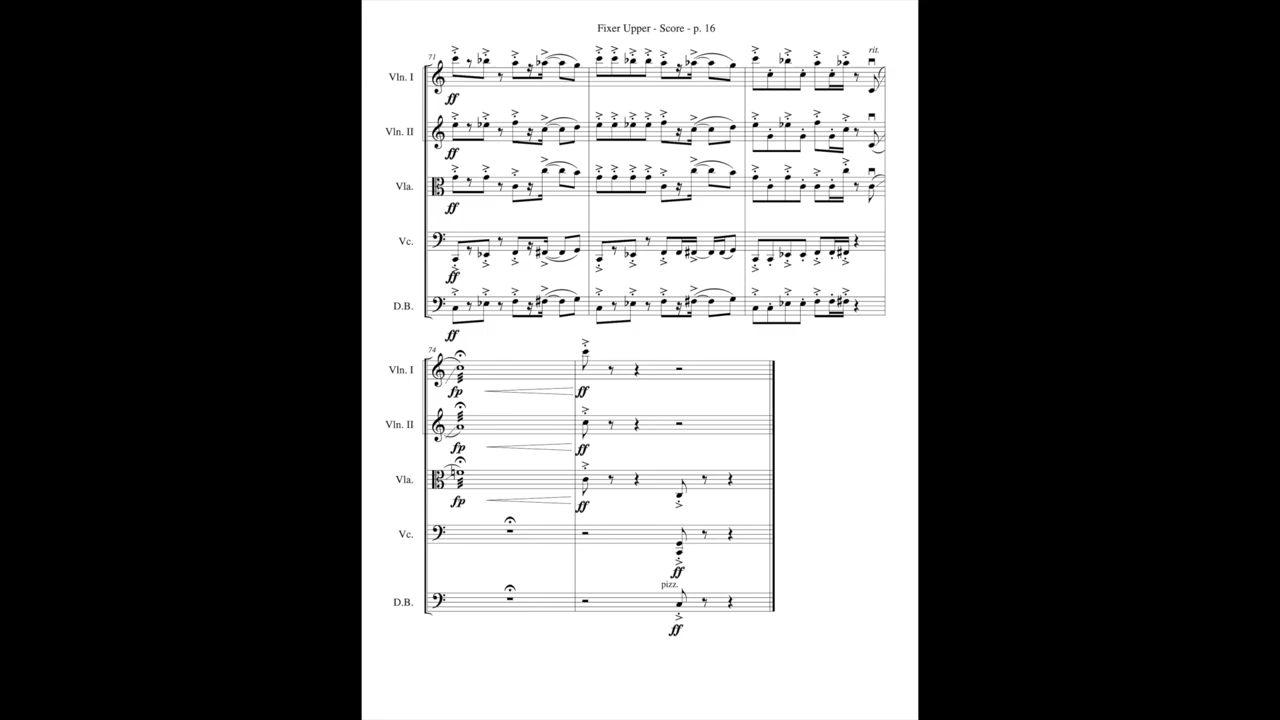 Fixer Upper - Score - p. 16
71
rit.
Vln. I
ff
Vln. II
ff
Vla.
ff
Vc.
ff
D.B.
ff
74
Vln. I
fp ff
Vln. II
fp ff
Vla.
fp ff
Vc.
ff
pizz.
D.B.
ff